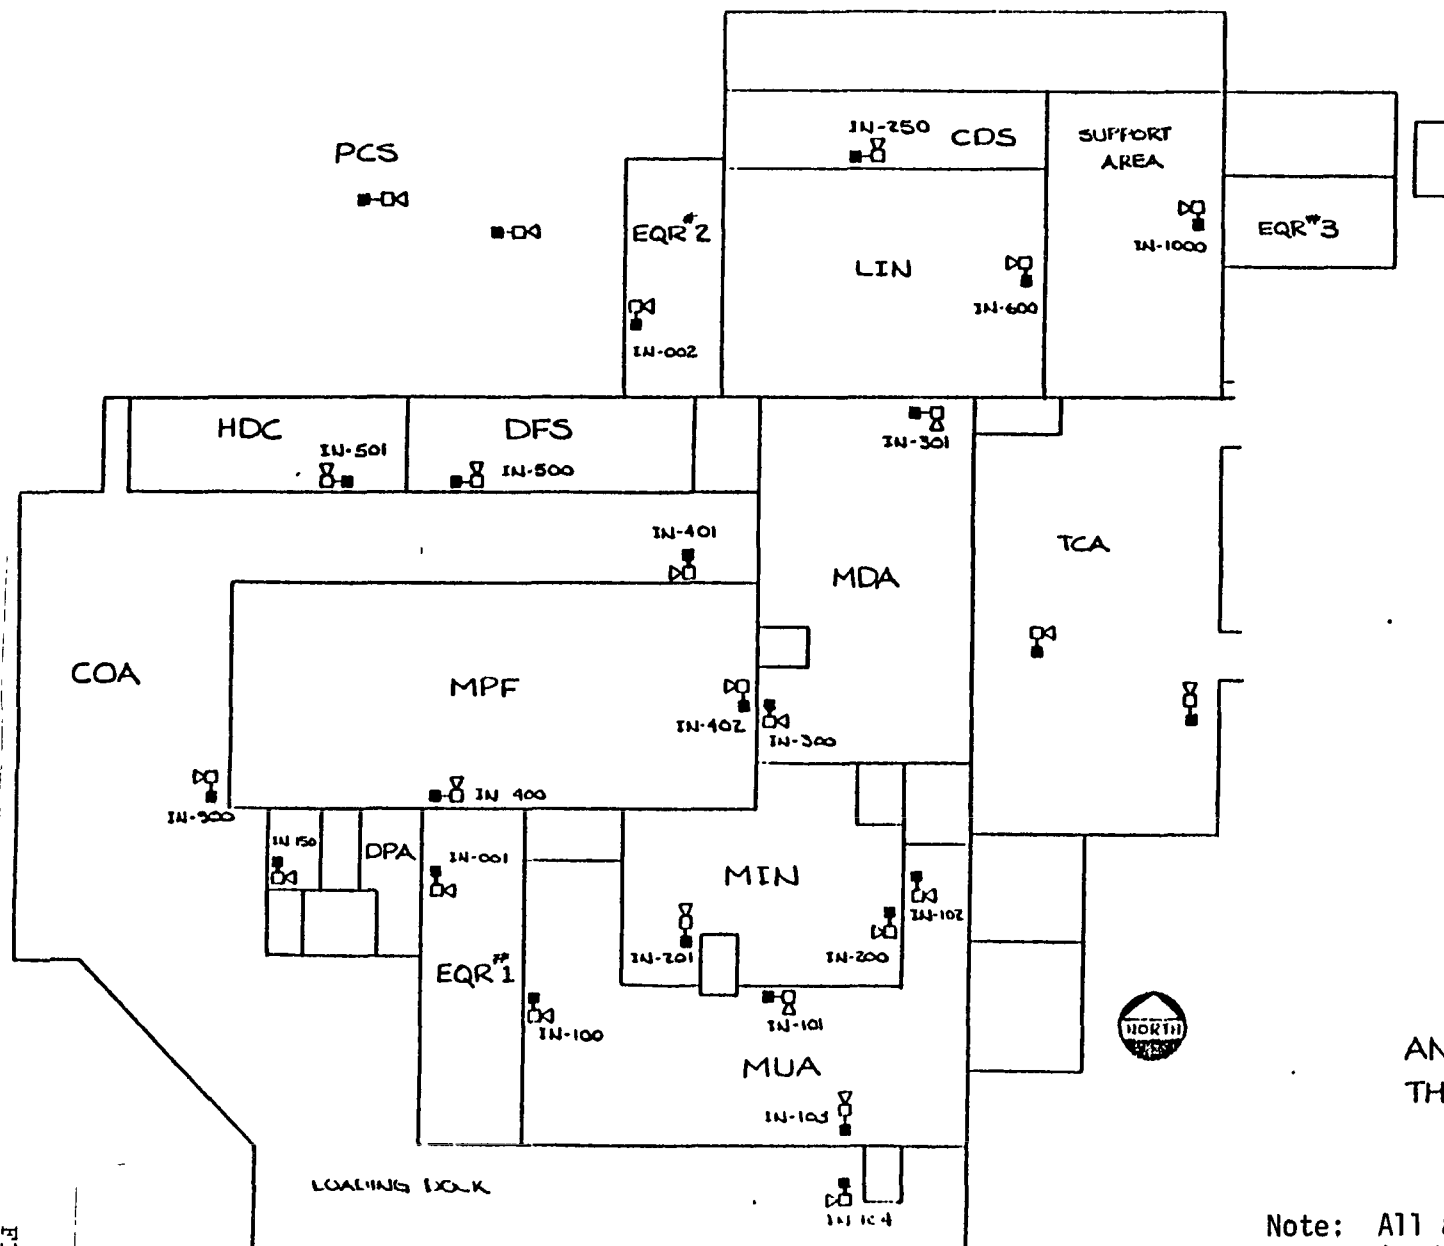 IN-250
CDS
SUPPORT
AREA
PCS
EQR#2
LIN
IN-1000
EQR#3
IN-600
IN-002
HDC
IN-501
DFS
IN-500
IN-301
IN-401
TCA
MDA
COA
MPF
IN-402
IN-300
IN-900
IN 400
IN 150
DPA
IN-001
MIN
IN-102
IN-201
IN-200
EQR#1
IN-100
IN-101
NORTH
MUA
AN
TH
IN-103
LOADING DOCK
IN 104
Note: All